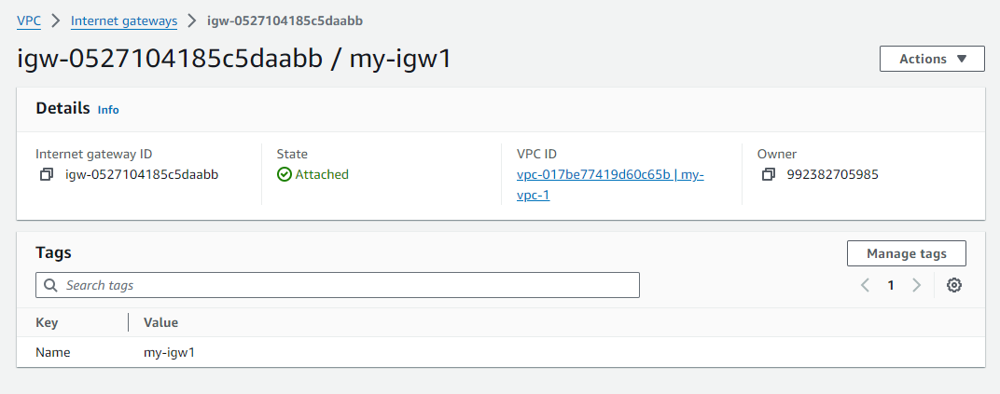 VPC > Internet gateways > igw-0527104185c5daabb
igw-0527104185c5daabb / my-igw1
Actions ▼
Details Info
Internet gateway ID
igw-0527104185c5daabb
State
Attached
VPC ID
vpc-017be77419d60c65b | my-
vpc-1
Owner
992382705985
Tags
Manage tags
Search tags
< 1 >
Key Value
Name my-igw1